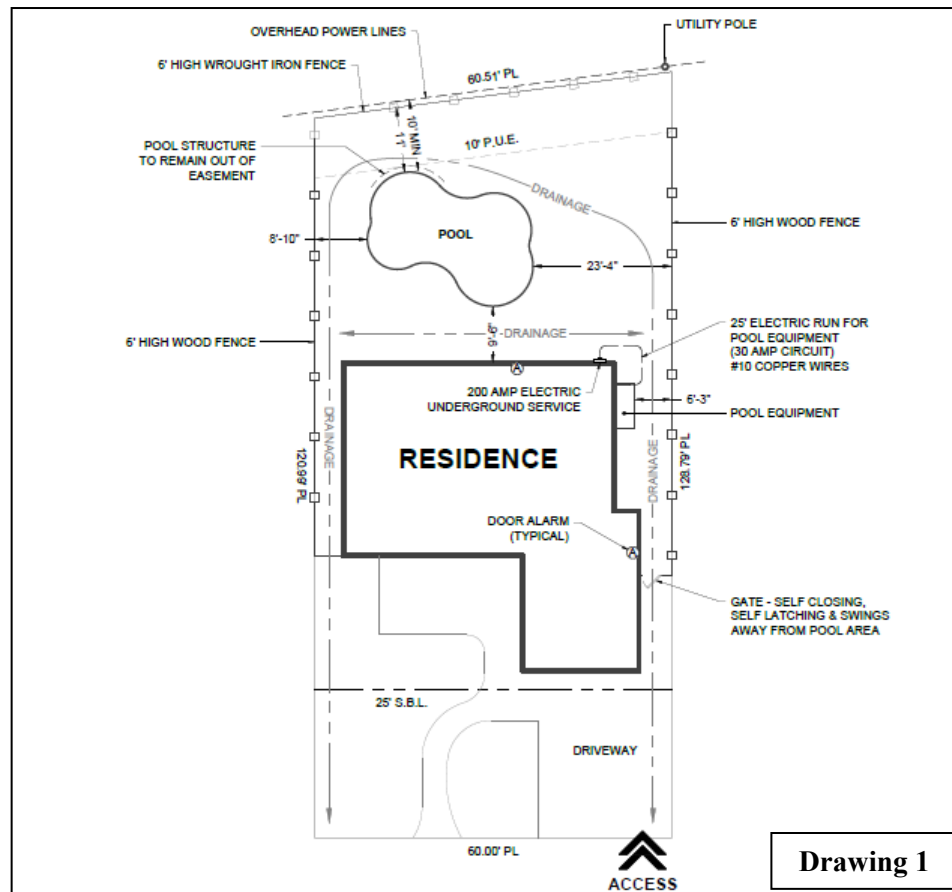 OVERHEAD POWER LINES
UTILITY POLE
6' HIGH WROUGHT IRON FENCE
60.51' PL
10' MIN
11'
10' P.U.E.
POOL STRUCTURE
TO REMAIN OUT OF
EASEMENT
DRAINAGE
POOL
6' HIGH WOOD FENCE
8'-10"
23'-4"
DRAINAGE
9'-6"
25' ELECTRIC RUN FOR
POOL EQUIPMENT
(30 AMP CIRCUIT)
#10 COPPER WIRES
6' HIGH WOOD FENCE
A
200 AMP ELECTRIC
UNDERGROUND SERVICE
6'-3"
POOL EQUIPMENT
DRAINAGE
RESIDENCE
120.99' PL
DRAINAGE
128.79' PL
DOOR ALARM
(TYPICAL)
A
GATE - SELF CLOSING,
SELF LATCHING & SWINGS
AWAY FROM POOL AREA
25' S.B.L.
DRIVEWAY
60.00' PL
ACCESS
Drawing 1